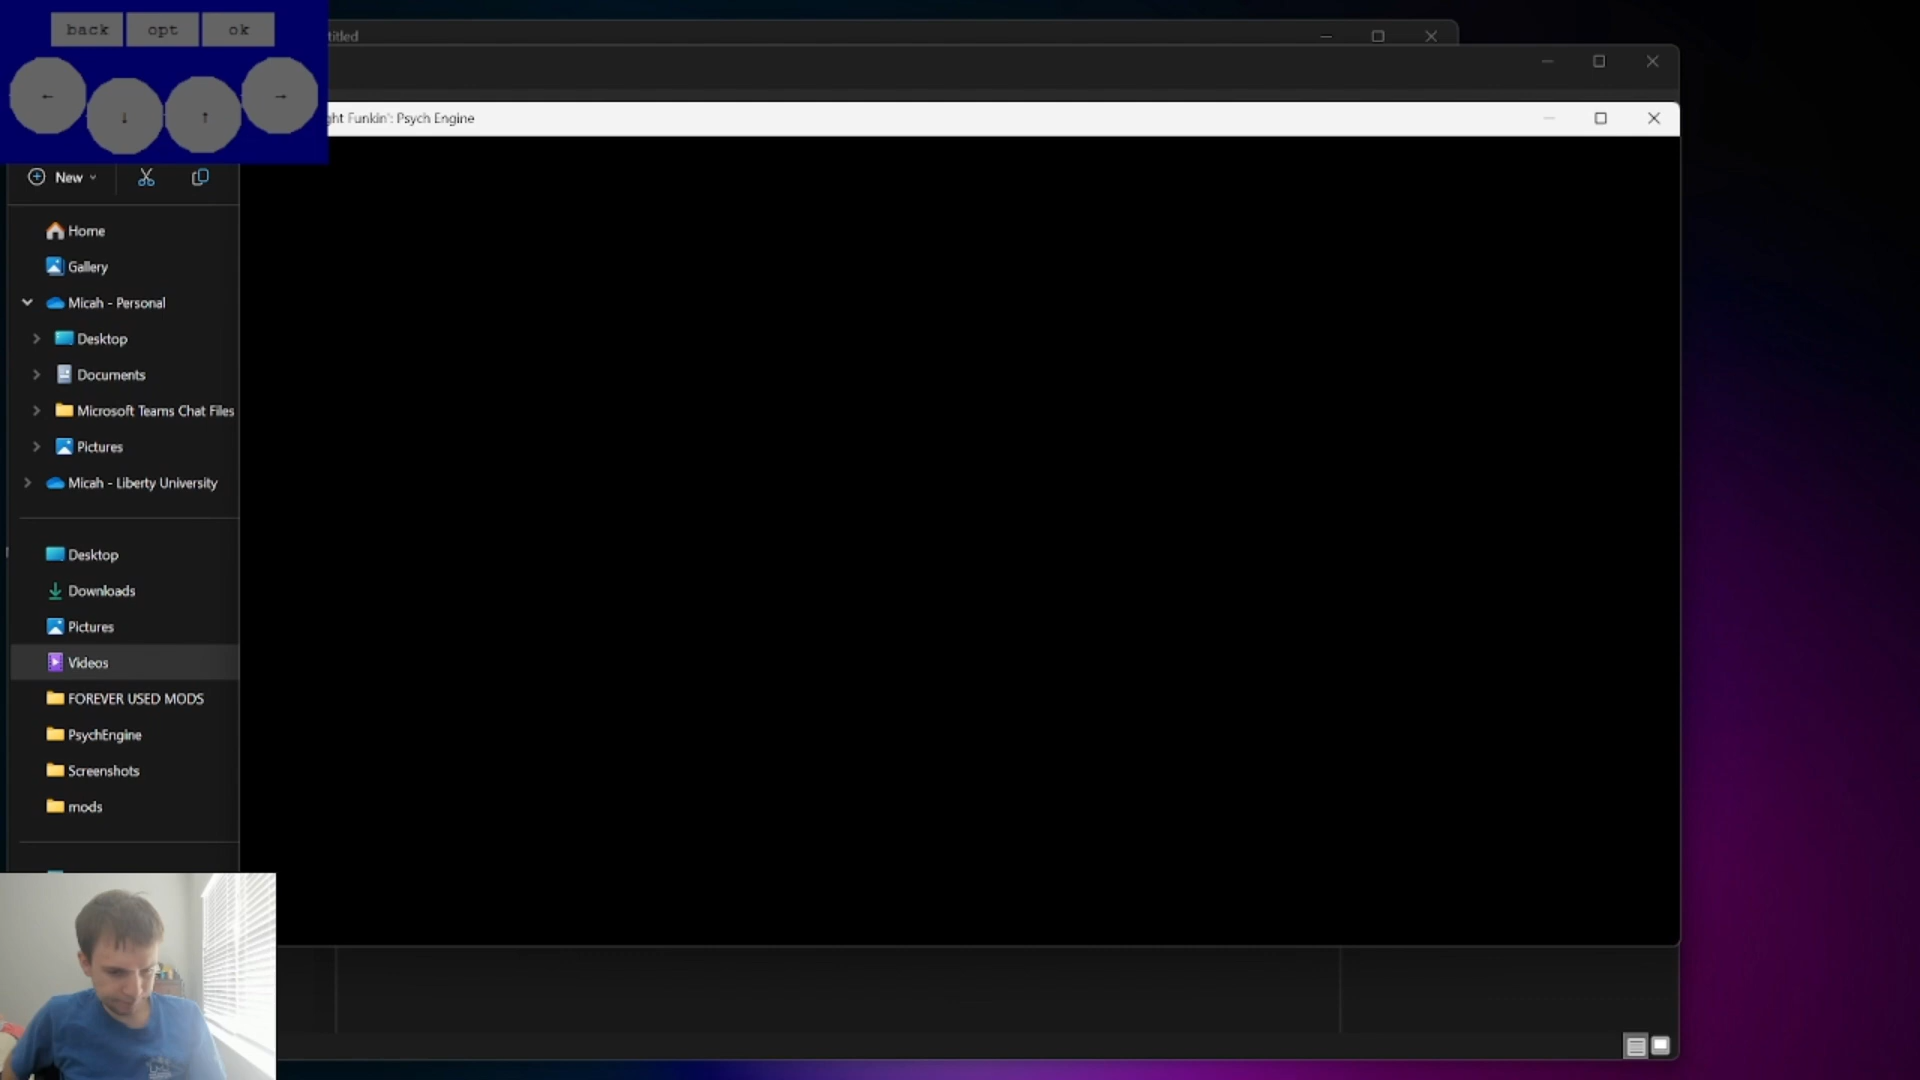 back opt ok
← ↓ ↑ →
titled
ght Funkin': Psych Engine
New
Home
Gallery
Micah - Personal
Desktop
Documents
Microsoft Teams Chat Files
Pictures
Micah - Liberty University
Desktop
Downloads
Pictures
Videos
FOREVER USED MODS
PsychEngine
Screenshots
mods